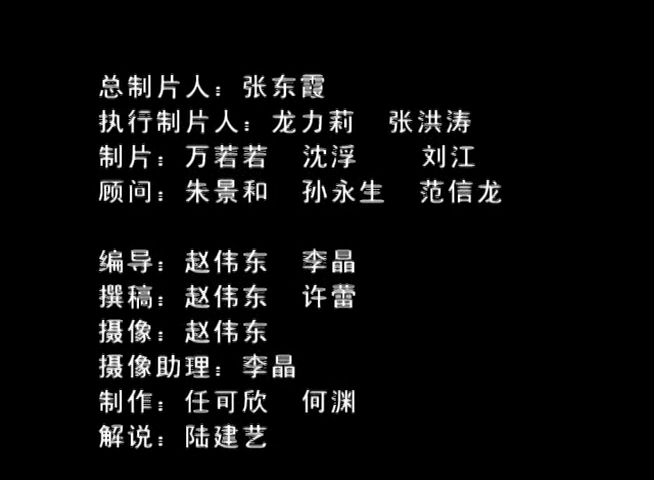 总制片人：张东霞
执行制片人：龙力莉 张洪涛
制片：万若若 沈浮 刘江
顾问：朱景和 孙永生 范信龙
编导：赵伟东 李晶
撰稿：赵伟东 许蕾
摄像：赵伟东
摄像助理：李晶
制作：任可欣 何渊
解说：陆建艺